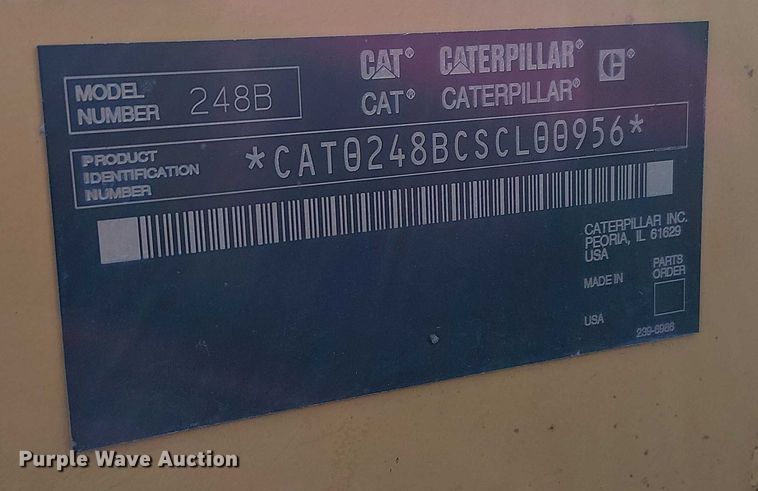 MODEL NUMBER 248B
CAT® CATERPILLAR® C®
CAT® CATERPILLAR®
PRODUCT IDENTIFICATION NUMBER *CAT0248BCSCL00956*
CATERPILLAR INC.
PEORIA, IL 61629
USA
MADE IN
USA
PARTS ORDER
239-6986
Purple Wave Auction